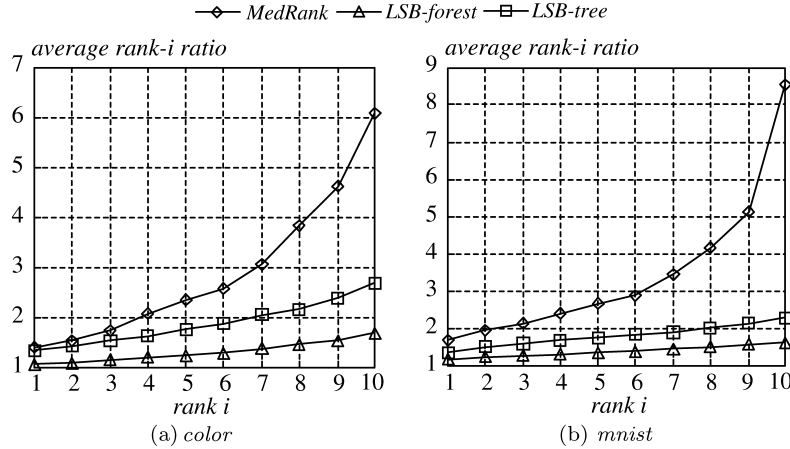 MedRank LSB-forest LSB-tree
average rank-i ratio
7
6
5
4
3
2
1
1 2 3 4 5 6 7 8 9 10
rank i
(a) color
average rank-i ratio
9
8
7
6
5
4
3
2
1
1 2 3 4 5 6 7 8 9 10
rank i
(b) mnist